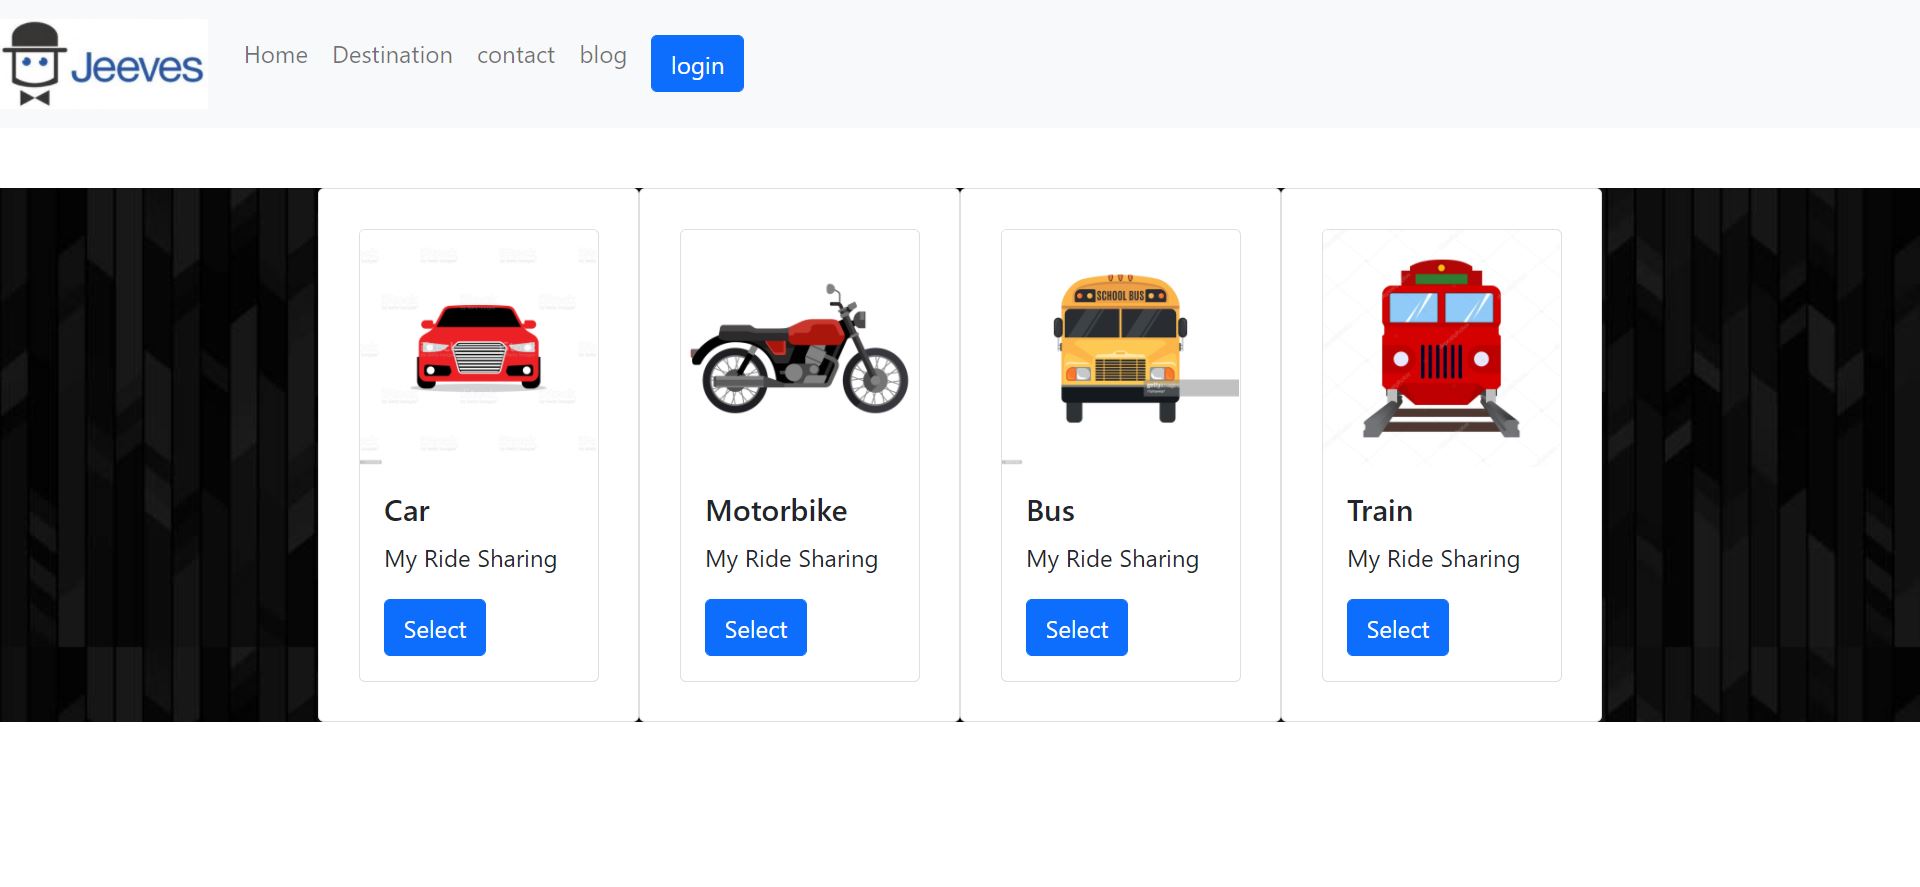 Jeeves
Home Destination contact blog login
SCHOOL BUS
gettyimages
Car Motorbike Bus Train
My Ride Sharing My Ride Sharing My Ride Sharing My Ride Sharing
Select Select Select Select